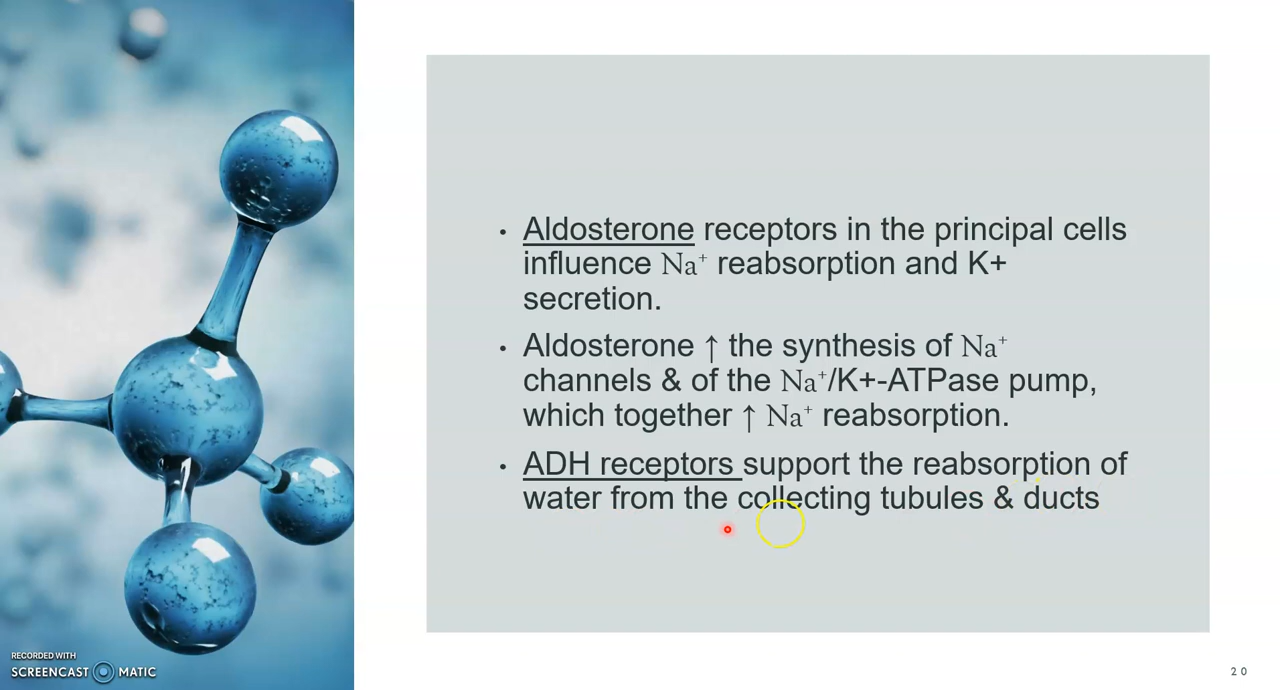 • Aldosterone receptors in the principal cells
influence Na⁺ reabsorption and K+
secretion.
• Aldosterone ↑ the synthesis of Na⁺
channels & of the Na⁺/K+-ATPase pump,
which together ↑ Na⁺ reabsorption.
• ADH receptors support the reabsorption of
water from the collecting tubules & ducts
RECORDED WITH
SCREENCAST MATIC
20